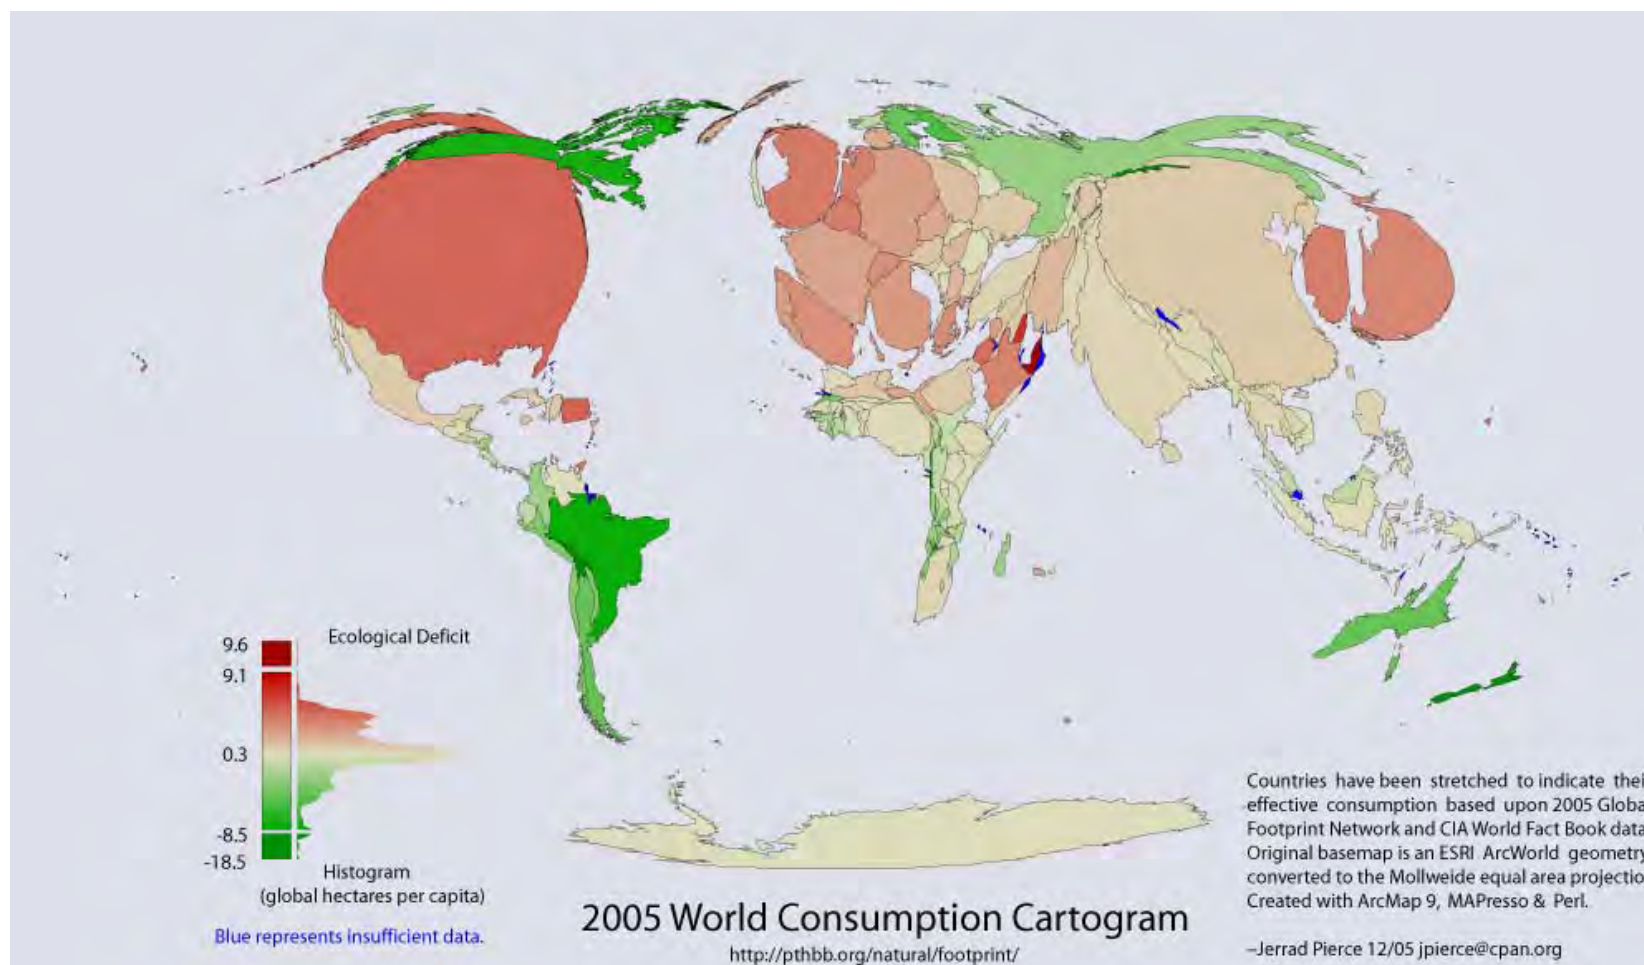 Ecological Deficit
9.6
9.1
0.3
-8.5
-18.5
Histogram
(global hectares per capita)
Blue represents insufficient data.
2005 World Consumption Cartogram
http://pthbb.org/natural/footprint/
Countries have been stretched to indicate thei
effective consumption based upon 2005 Globa
Footprint Network and CIA World Fact Book data
Original basemap is an ESRI ArcWorld geometry
converted to the Mollweide equal area projectio
Created with ArcMap 9, MAPresso & Perl.
–Jerrad Pierce 12/05 jpierce@cpan.org